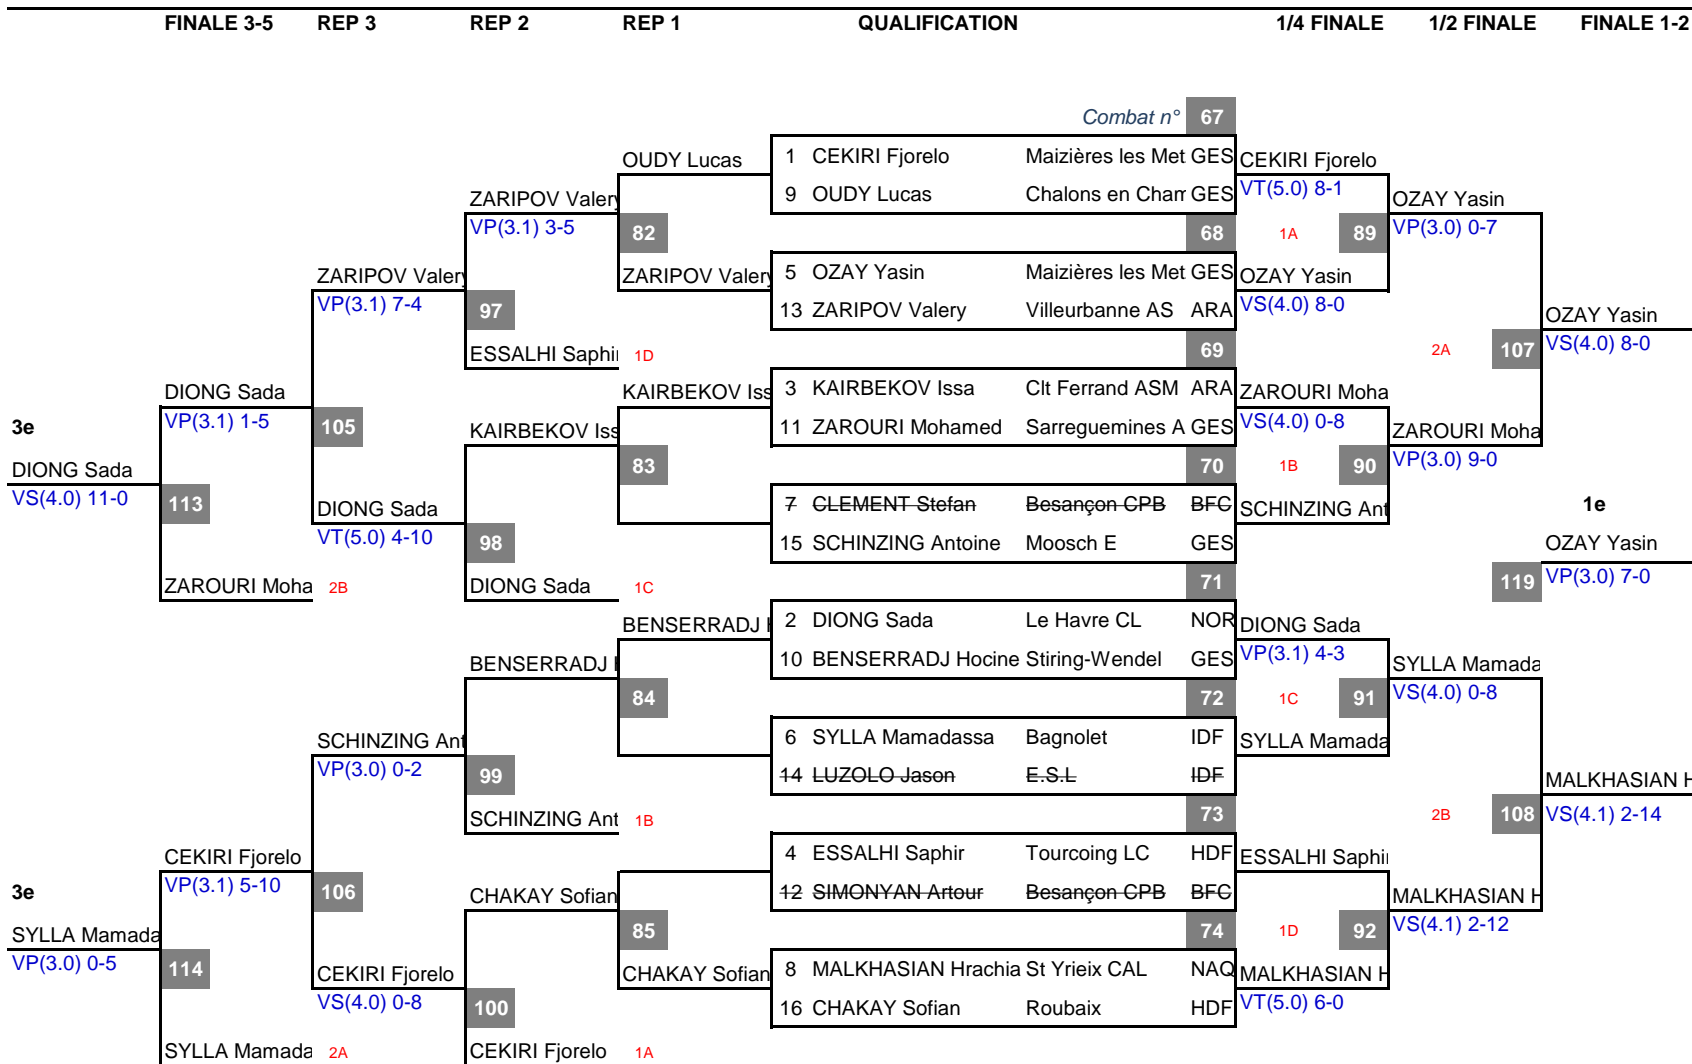 FINALE 3-5 REP 3 REP 2 REP 1 QUALIFICATION 1/4 FINALE 1/2 FINALE FINALE 1-2
Combat n° 67
OUDY Lucas 1 CEKIRI Fjorelo Maizières les Met GES CEKIRI Fjorelo
ZARIPOV Valery 9 OUDY Lucas Chalons en Cham GES VT(5.0) 8-1 OZAY Yasin
VP(3.1) 3-5 82 68 1A 89 VP(3.0) 0-7
ZARIPOV Valery ZARIPOV Valery 5 OZAY Yasin Maizières les Met GES OZAY Yasin
VP(3.1) 7-4 97 13 ZARIPOV Valery Villeurbanne AS ARA VS(4.0) 8-0 OZAY Yasin
ESSALHI Saphir 1D 69 2A 107 VS(4.0) 8-0
DIONG Sada KAIRBEKOV Iss 3 KAIRBEKOV Issa Clt Ferrand ASM ARA ZAROURI Moha
3e VP(3.1) 1-5 105 KAIRBEKOV Iss 11 ZAROURI Mohamed Sarreguemines A GES VS(4.0) 0-8 ZAROURI Moha
DIONG Sada 83 70 1B 90 VP(3.0) 9-0
VS(4.0) 11-0 113 DIONG Sada 7 CLEMENT Stefan Besançon CPB BFC SCHINZING Ant 1e
VT(5.0) 4-10 98 15 SCHINZING Antoine Moosch E GES OZAY Yasin
ZAROURI Moha 2B DIONG Sada 1C 71 119 VP(3.0) 7-0
BENSERRADJ H 2 DIONG Sada Le Havre CL NOR DIONG Sada
BENSERRADJ H 10 BENSERRADJ Hocine Stiring-Wendel GES VP(3.1) 4-3 SYLLA Mamada
84 72 1C 91 VS(4.0) 0-8
SCHINZING Ant 6 SYLLA Mamadassa Bagnolet IDF SYLLA Mamada
VP(3.0) 0-2 99 14 LUZOLO Jason E.S.L IDF MALKHASIAN H
SCHINZING Ant 1B 73 2B 108 VS(4.1) 2-14
CEKIRI Fjorelo 4 ESSALHI Saphir Tourcoing LC HDF ESSALHI Saphir
3e VP(3.1) 5-10 106 CHAKAY Sofian 12 SIMONYAN Artour Besançon CPB BFC MALKHASIAN H
SYLLA Mamada 85 74 1D 92 VS(4.1) 2-12
VP(3.0) 0-5 114 CEKIRI Fjorelo CHAKAY Sofian 8 MALKHASIAN Hrachia St Yrieix CAL NAQ MALKHASIAN H
VS(4.0) 0-8 100 16 CHAKAY Sofian Roubaix HDF VT(5.0) 6-0
SYLLA Mamada 2A CEKIRI Fjorelo 1A